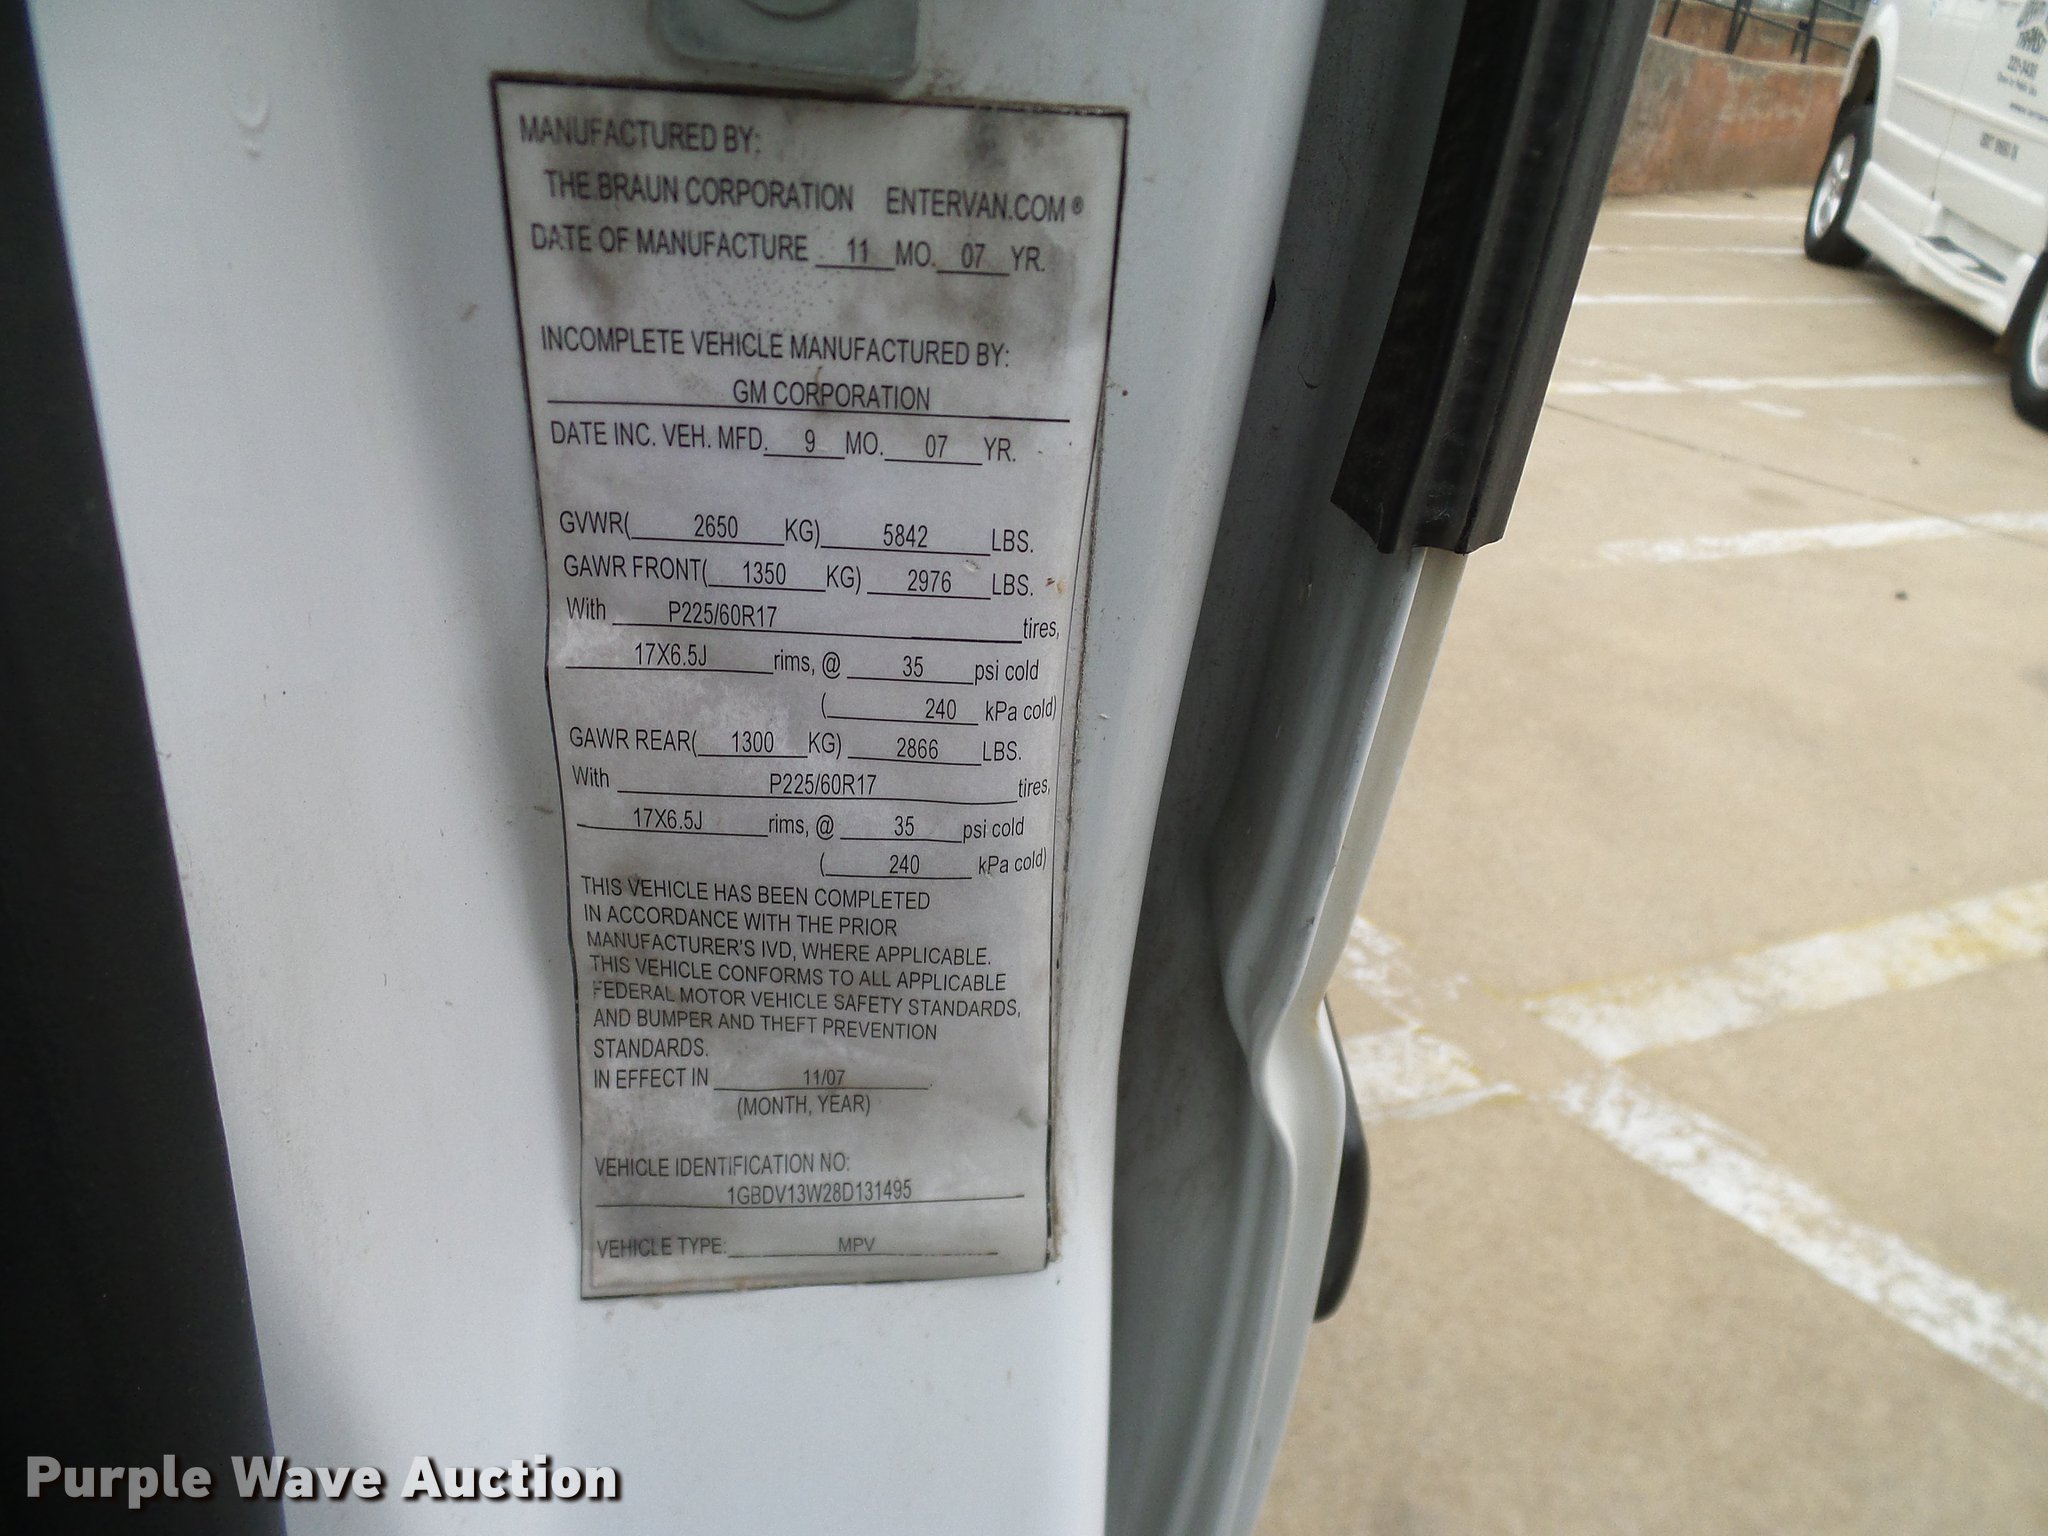 MANUFACTURED BY:
THE BRAUN CORPORATION ENTERVAN.COM®
DATE OF MANUFACTURE 11 MO. 07 YR.
INCOMPLETE VEHICLE MANUFACTURED BY:
GM CORPORATION
DATE INC. VEH. MFD. 9 MO. 07 YR.
GVWR( 2650 KG) 5842 LBS.
GAWR FRONT( 1350 KG) 2976 LBS.
With P225/60R17 tires,
17X6.5J rims, @ 35 psi cold
( 240 kPa cold)
GAWR REAR( 1300 KG) 2866 LBS.
With P225/60R17 tires,
17X6.5J rims, @ 35 psi cold
( 240 kPa cold)
THIS VEHICLE HAS BEEN COMPLETED
IN ACCORDANCE WITH THE PRIOR
MANUFACTURER'S IVD, WHERE APPLICABLE.
THIS VEHICLE CONFORMS TO ALL APPLICABLE
FEDERAL MOTOR VEHICLE SAFETY STANDARDS,
AND BUMPER AND THEFT PREVENTION
STANDARDS.
IN EFFECT IN 11/07.
(MONTH, YEAR)
VEHICLE IDENTIFICATION NO:
1GBDV13W28D131495
VEHICLE TYPE: MPV
Purple Wave Auction